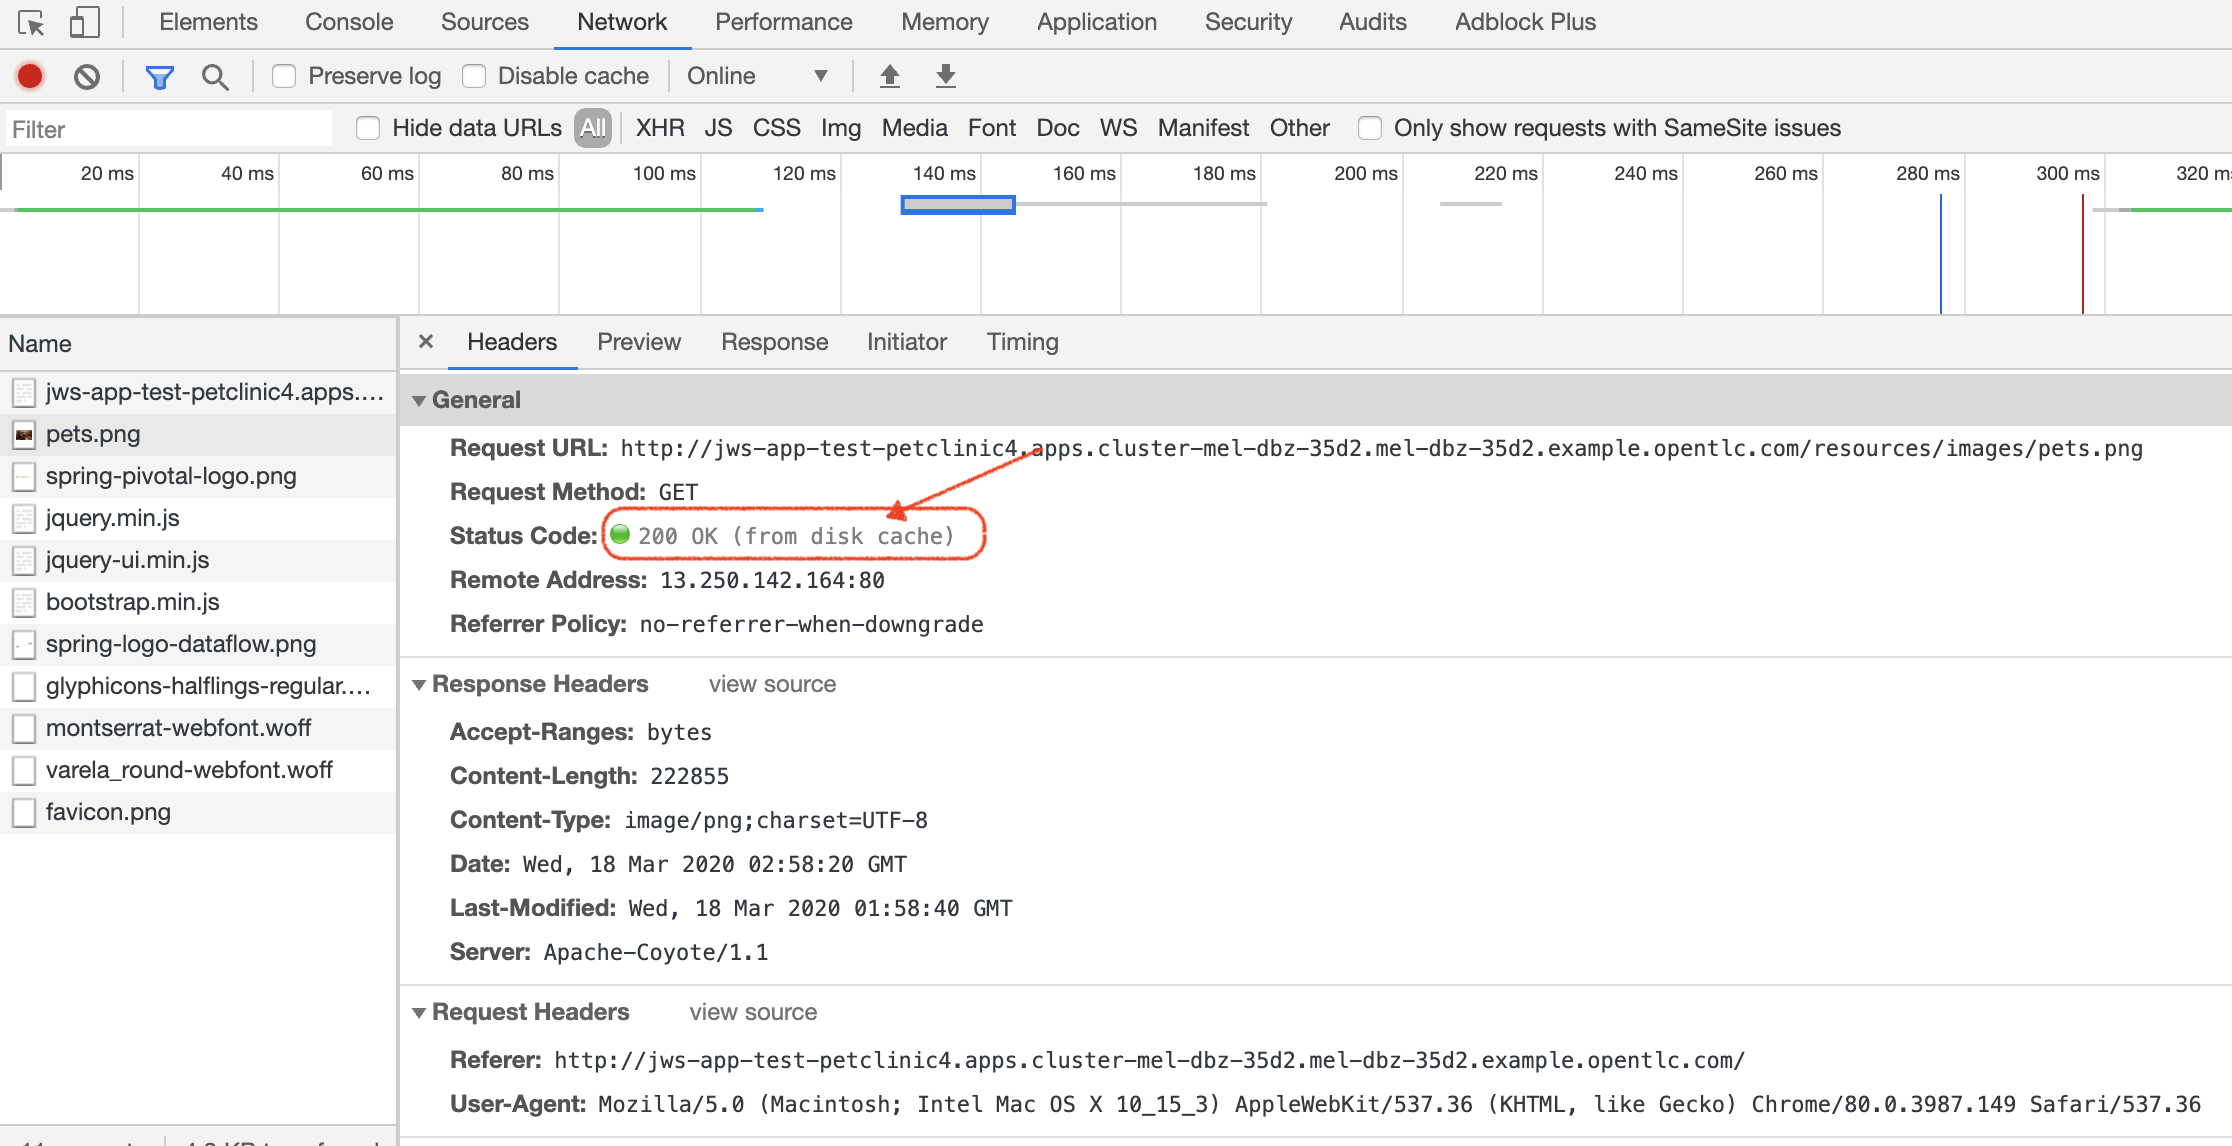 Elements Console Sources Network Performance Memory Application Security Audits Adblock Plus
Preserve log Disable cache Online
Filter Hide data URLs All XHR JS CSS Img Media Font Doc WS Manifest Other Only show requests with SameSite issues
20 ms 40 ms 60 ms 80 ms 100 ms 120 ms 140 ms 160 ms 180 ms 200 ms 220 ms 240 ms 260 ms 280 ms 300 ms 320 ms
Name
jws-app-test-petclinic4.apps....
pets.png
spring-pivotal-logo.png
jquery.min.js
jquery-ui.min.js
bootstrap.min.js
spring-logo-dataflow.png
glyphicons-halflings-regular....
montserrat-webfont.woff
varela_round-webfont.woff
favicon.png
× Headers Preview Response Initiator Timing
General
Request URL: http://jws-app-test-petclinic4.apps.cluster-mel-dbz-35d2.mel-dbz-35d2.example.opentlc.com/resources/images/pets.png
Request Method: GET
Status Code: 200 OK (from disk cache)
Remote Address: 13.250.142.164:80
Referrer Policy: no-referrer-when-downgrade
Response Headers view source
Accept-Ranges: bytes
Content-Length: 222855
Content-Type: image/png;charset=UTF-8
Date: Wed, 18 Mar 2020 02:58:20 GMT
Last-Modified: Wed, 18 Mar 2020 01:58:40 GMT
Server: Apache-Coyote/1.1
Request Headers view source
Referer: http://jws-app-test-petclinic4.apps.cluster-mel-dbz-35d2.mel-dbz-35d2.example.opentlc.com/
User-Agent: Mozilla/5.0 (Macintosh; Intel Mac OS X 10_15_3) AppleWebKit/537.36 (KHTML, like Gecko) Chrome/80.0.3987.149 Safari/537.36